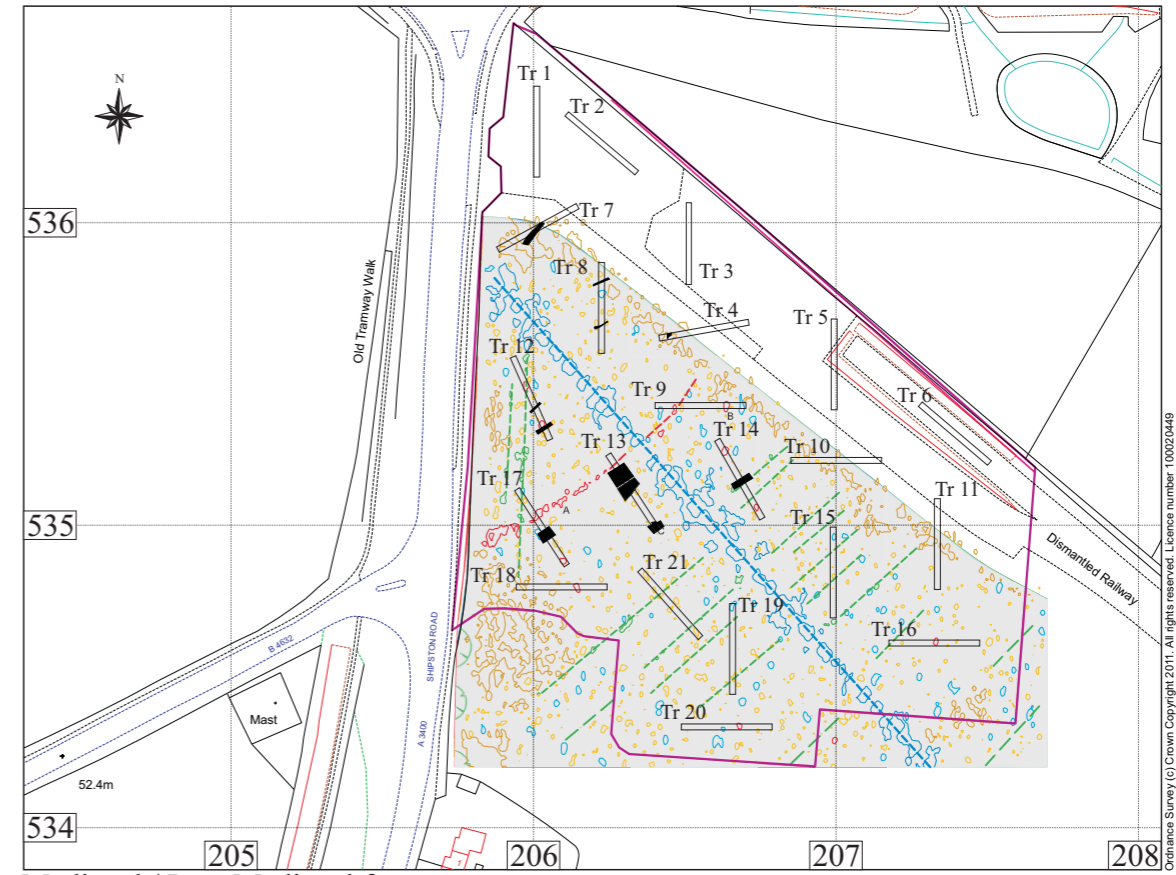 N
Tr 1
Tr 2
Tr 7
536
Tr 8
Tr 3
Old Tramway Walk
Tr 4
Tr 5
Tr 12
Tr 9
B
Tr 6
Tr 13
Tr 14
Tr 10
Tr 17
A
Tr 11
535
C
Tr 15
Dismantled Railway
Tr 18
Tr 21
Tr 19
B 4632
SHIPSTON ROAD
Tr 16
Mast
A 3400
Tr 20
52.4m
534
205
206
207
208
Ordnance Survey (c) Crown Copyright 2011. All rights reserved. Licence number 100020449